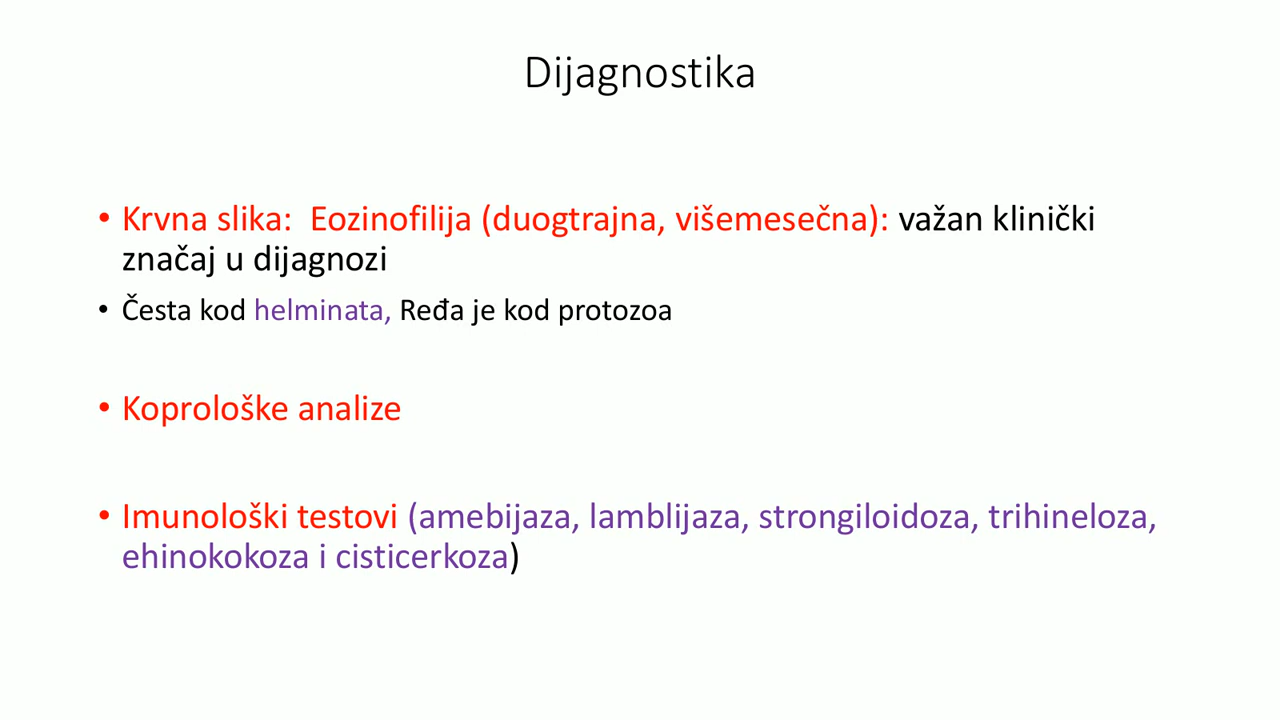 Dijagnostika
• Krvna slika:  Eozinofilija (duogtrajna, višemesečna): važan klinički
značaj u dijagnozi
• Česta kod helminata, Ređa je kod protozoa
• Koprološke analize
• Imunološki testovi (amebijaza, lamblijaza, strongiloidoza, trihineloza,
ehinokokoza i cisticerkoza)